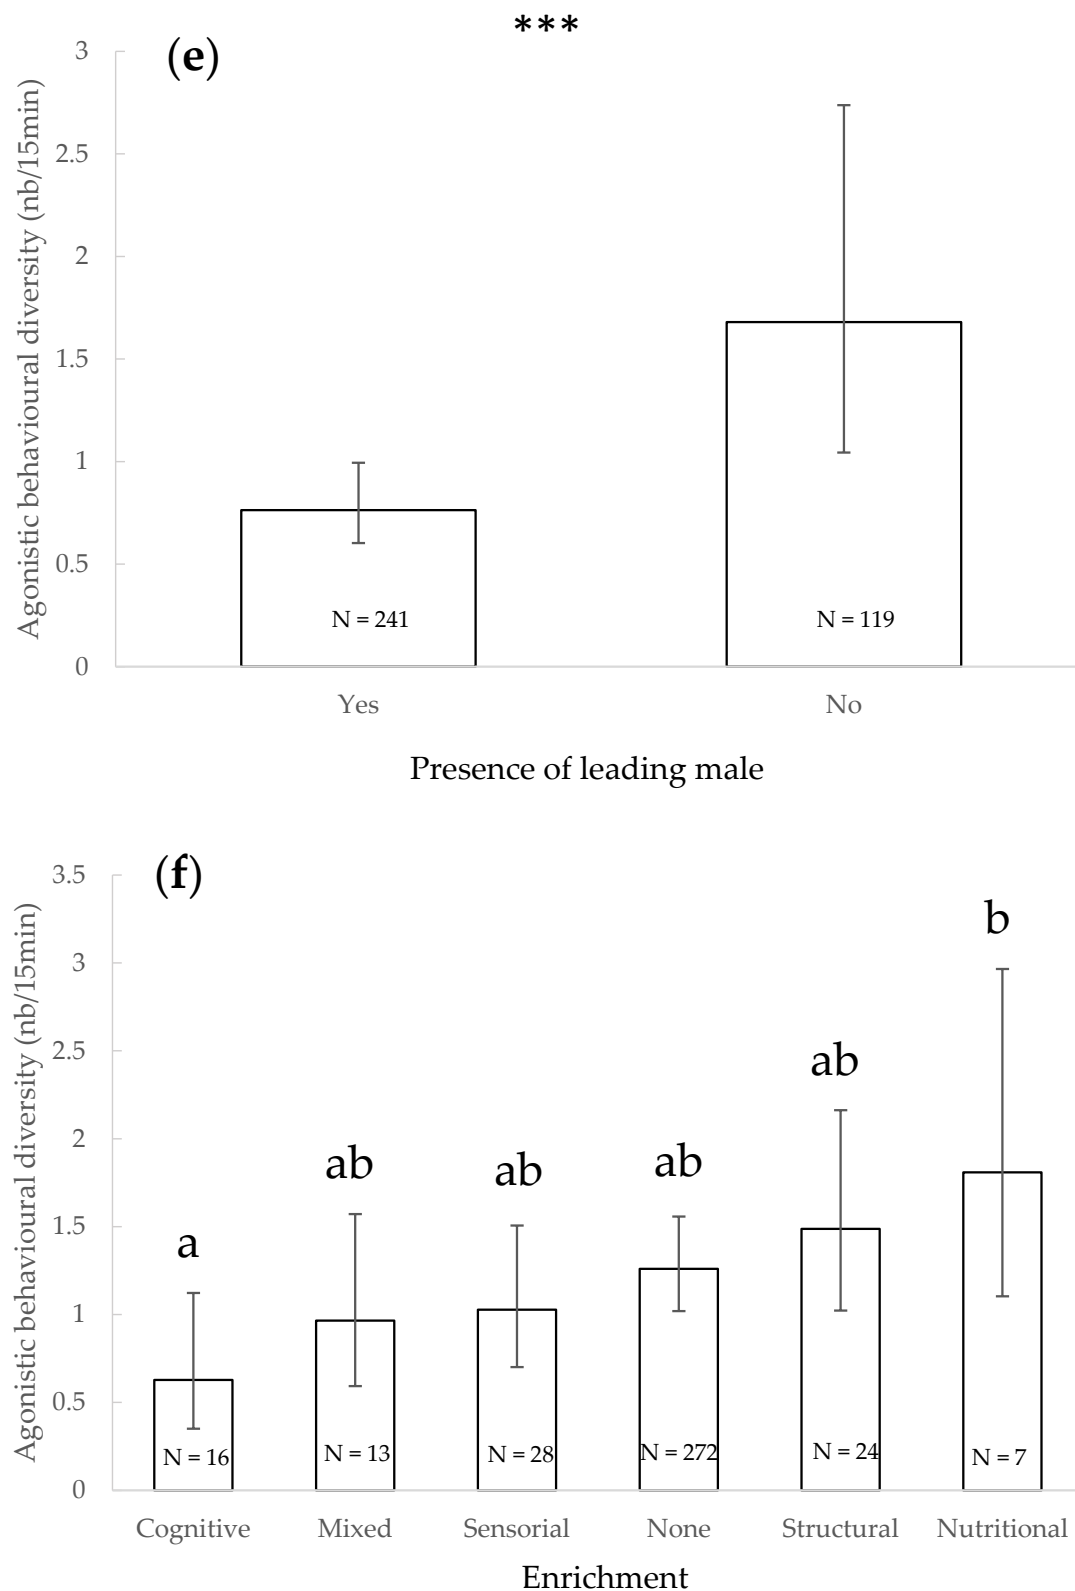 ***
(e)
Agonistic behavioural diversity (nb/15min)
3
2.5
2
1.5
1
0.5
0
N = 241
N = 119
Yes
No
Presence of leading male
(f)
Agonistic behavioural diversity (nb/15min)
3.5
3
2.5
2
1.5
1
0.5
0
a
ab
ab
ab
ab
b
N = 16
N = 13
N = 28
N = 272
N = 24
N = 7
Cognitive
Mixed
Sensorial
None
Structural
Nutritional
Enrichment